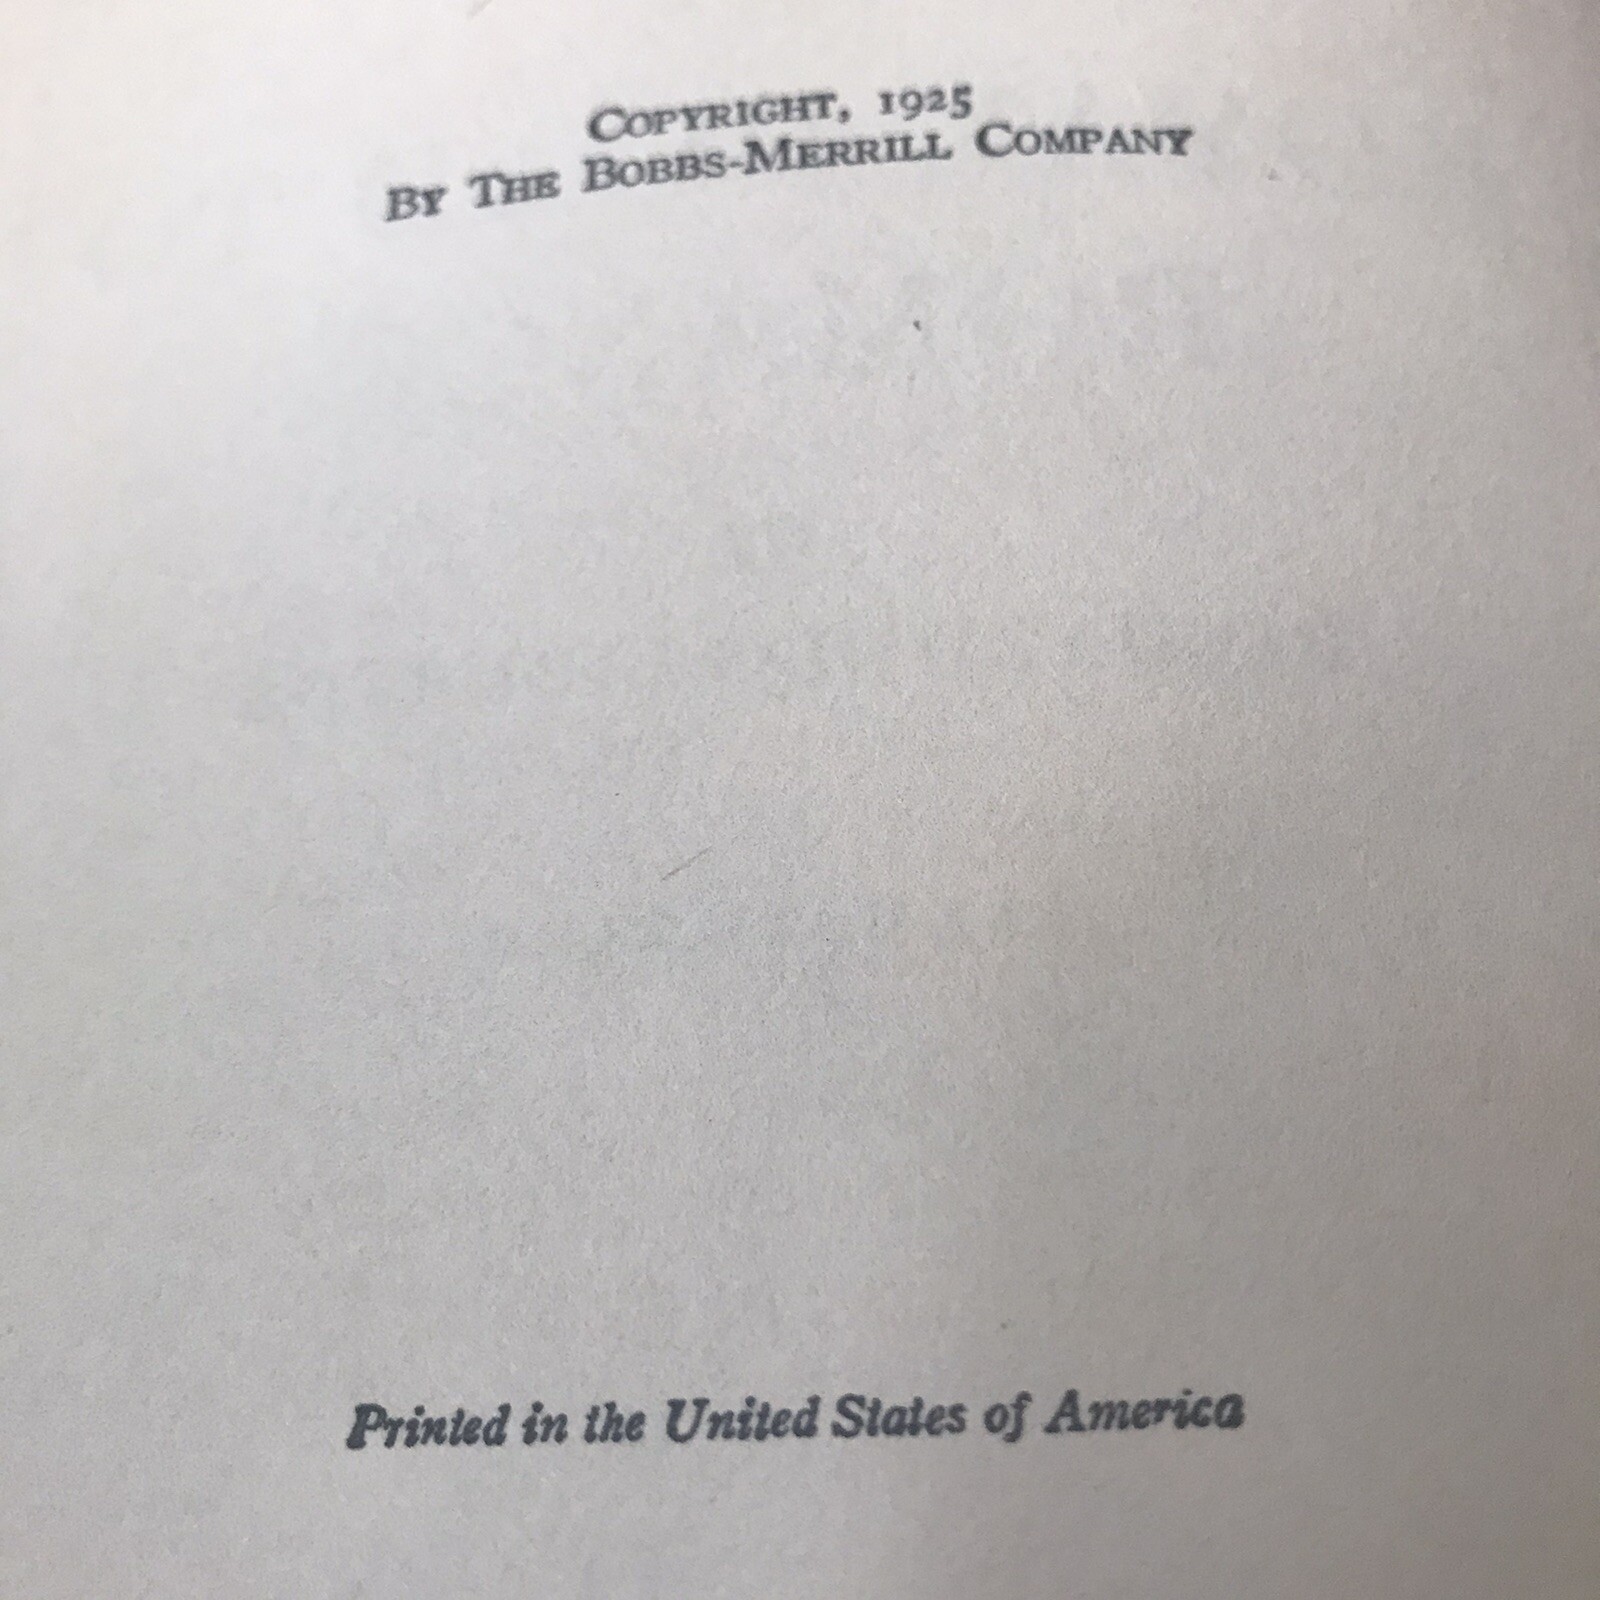 COPYRIGHT, 1925
BY THE BOBBS-MERRILL COMPANY
Printed in the United States of America